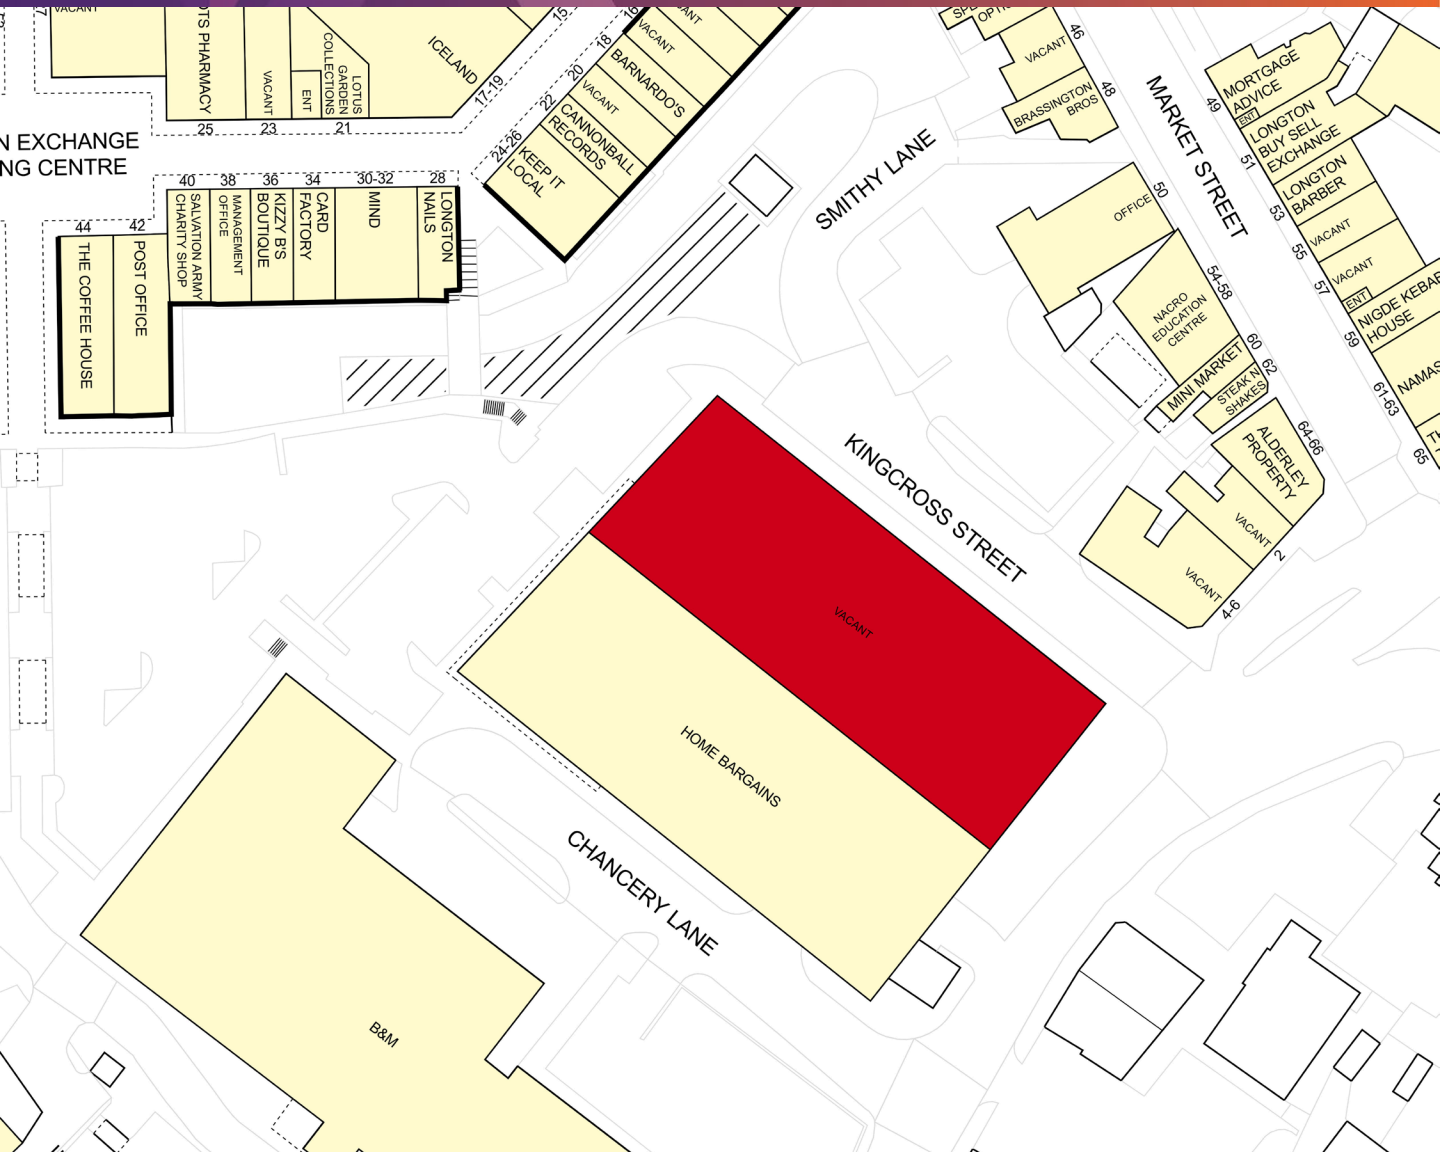 VACANT
OTS PHARMACY
VACANT
ENT
LOTUS
GARDEN
COLLECTIONS
ICELAND
25
23
21
17-19
15
16
18
20
22
24-26
VACANT
BARNARDO'S
VACANT
CANNONBALL
RECORDS
KEEP IT
LOCAL
N EXCHANGE
NG CENTRE
44
42
40
38
36
34
30-32
28
THE COFFEE HOUSE
POST OFFICE
SALVATION ARMY
CHARITY SHOP
MANAGEMENT
OFFICE
KIZZY B'S
BOUTIQUE
CARD
FACTORY
MIND
LONGTON
NAILS
SMITHY LANE
MARKET STREET
46
VACANT
48
BRASSINGTON
BROS
50
OFFICE
54-58
NACRO
EDUCATION
CENTRE
60
MINI MARKET
62
STEAK N
SHAKES
64-66
ALDERLEY
PROPERTY
VACANT
2
VACANT
4-6
49
MORTGAGE
ADVICE
ENT
51
LONGTON
BUY SELL
EXCHANGE
53
LONGTON
BARBER
55
VACANT
57
VACANT
ENT
59
NIGDE KEBAB
HOUSE
61-63
NAMAS
65
KINGCROSS STREET
VACANT
HOME BARGAINS
CHANCERY LANE
B&M